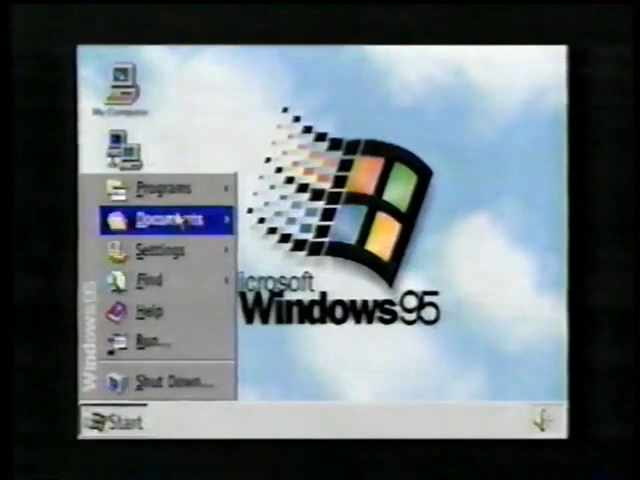 My Computer
Programs
Documents
Settings
Find
Help
Run...
Shut Down...
Windows95
Microsoft
Windows95
Start